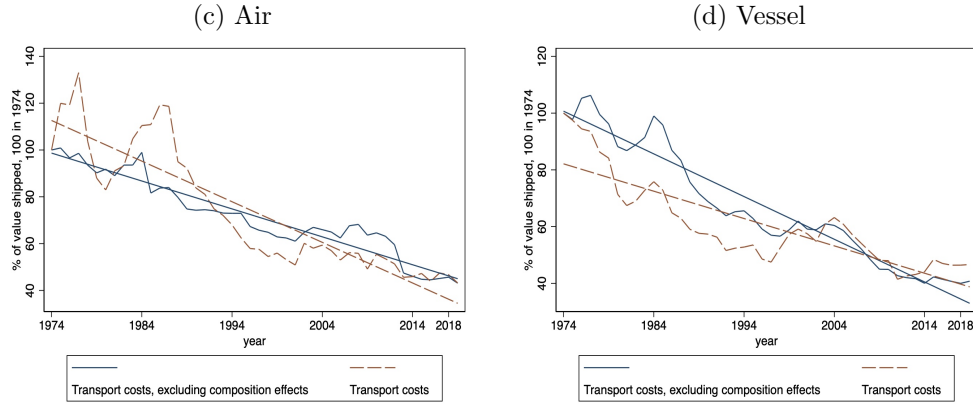 (c) Air
% of value shipped, 100 in 1974
140
120
100
80
60
40
1974 1984 1994 2004 2014 2018
year
Transport costs, excluding composition effects Transport costs
(d) Vessel
% of value shipped, 100 in 1974
120
100
80
60
40
1974 1984 1994 2004 2014 2018
year
Transport costs, excluding composition effects Transport costs